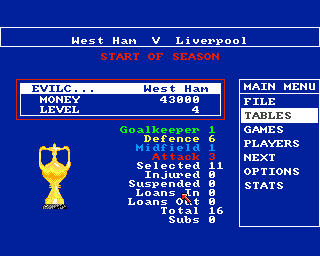 West Ham V Liverpool
START OF SEASON
EVILC... West Ham
MONEY 43000
LEVEL 4
Goalkeeper 1
Defence 6
Midfield 1
Attack 3
Selected 11
Injured 0
Suspended 0
Loans In 0
Loans Out 0
Total 16
Subs 0
MAIN MENU
FILE
TABLES
GAMES
PLAYERS
NEXT
OPTIONS
STATS